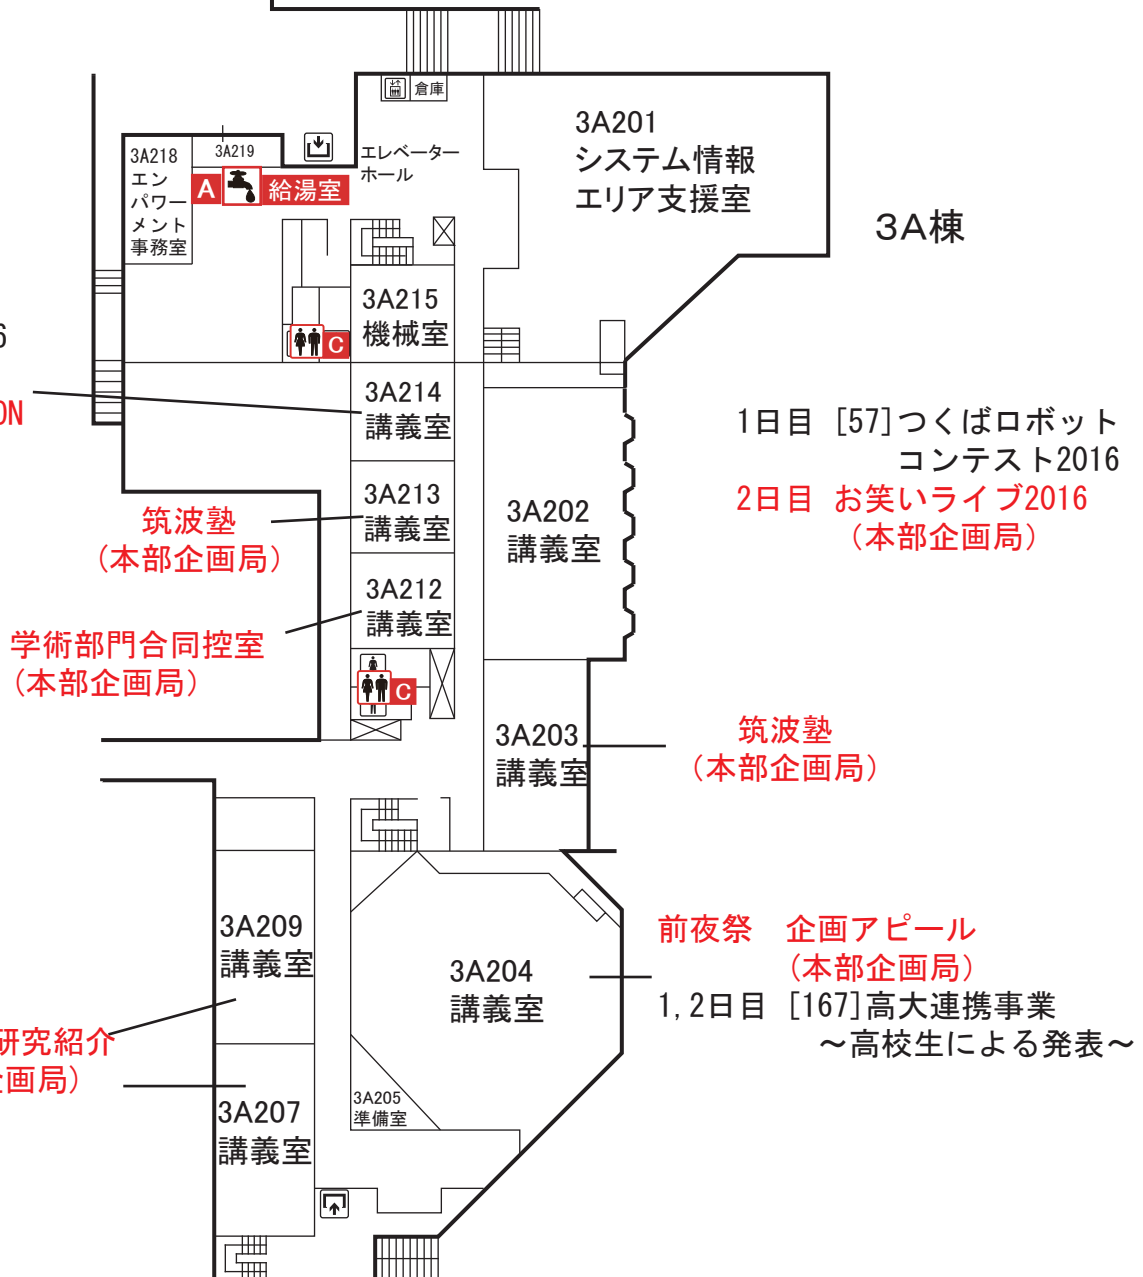 倉庫
3A201
システム情報
エリア支援室
3A棟
3A218
エン
パワー
メント
事務室
3A219
エレベーター
ホール
A
給湯室
3A215
機械室
C
6
ON
3A214
講義室
1日目 [57]つくばロボット
コンテスト2016
2日目 お笑いライブ2016
(本部企画局)
3A213
講義室
3A202
講義室
筑波塾
(本部企画局)
3A212
講義室
学術部門合同控室
(本部企画局)
C
3A203
講義室
筑波塾
(本部企画局)
3A209
講義室
3A204
講義室
前夜祭 企画アピール
(本部企画局)
1,2日目 [167]高大連携事業
~高校生による発表~
研究紹介
企画局)
3A207
講義室
3A205
準備室